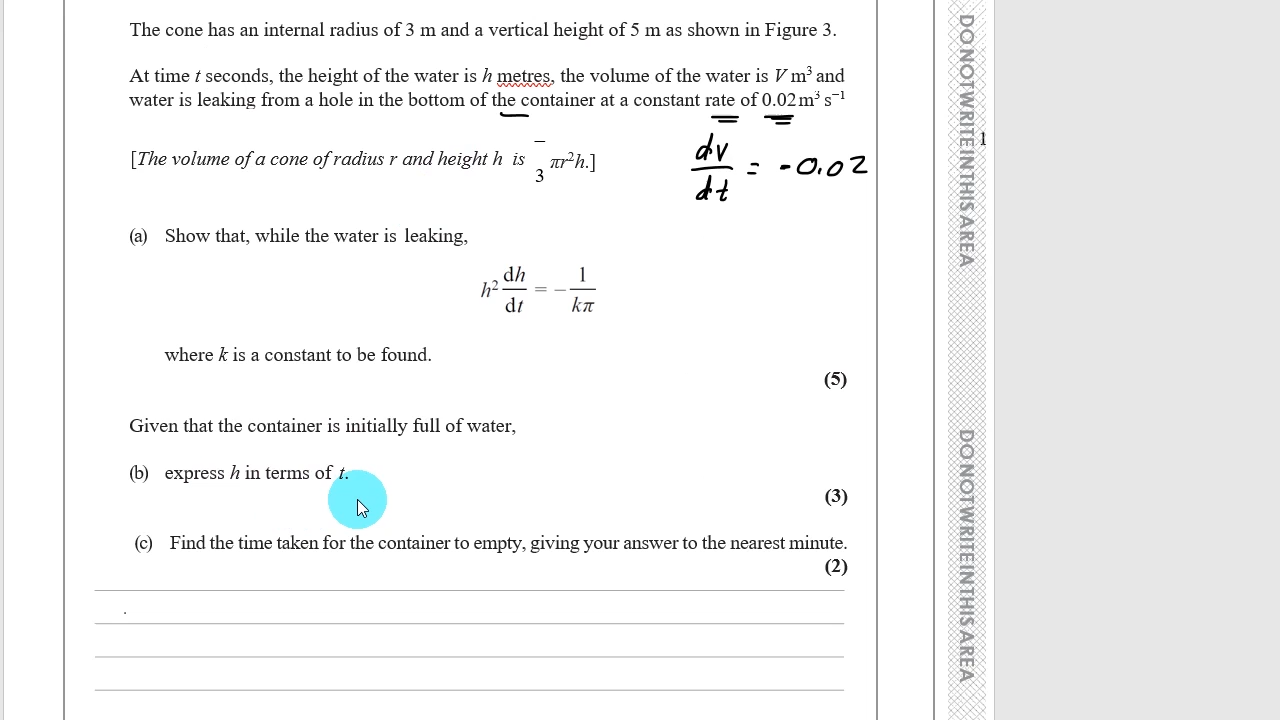 The cone has an internal radius of 3 m and a vertical height of 5 m as shown in Figure 3.
At time t seconds, the height of the water is h metres, the volume of the water is V m³ and
water is leaking from a hole in the bottom of the container at a constant rate of 0.02 m³ s⁻¹
1
[The volume of a cone of radius r and height h is — πr²h.]
3
dv/dt = -0.02
(a) Show that, while the water is leaking,
h² dh/dt = − 1/kπ
where k is a constant to be found.
(5)
Given that the container is initially full of water,
(b) express h in terms of t.
(3)
(c) Find the time taken for the container to empty, giving your answer to the nearest minute.
(2)
.
DO NOT WRITE IN THIS AREA
DO NOT WRITE IN THIS AREA